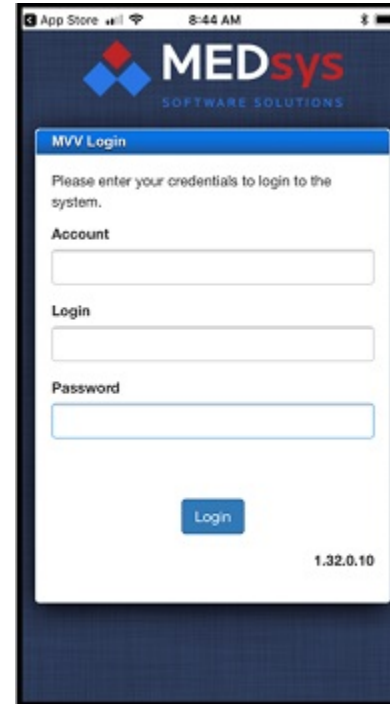 App Store 8:44 AM
MEDsys
SOFTWARE SOLUTIONS
MVV Login
Please enter your credentials to login to the
system.
Account
Login
Password
Login
1.32.0.10